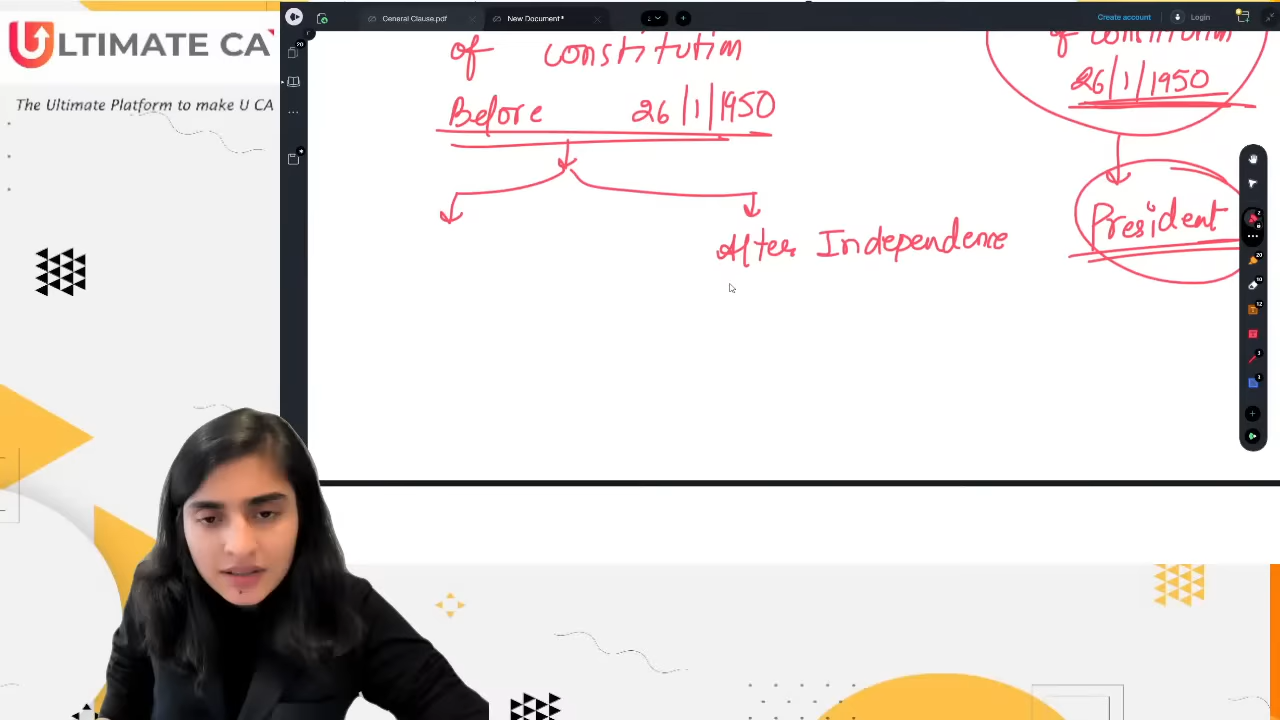 ULTIMATE CA
The Ultimate Platform to make U CA
General Clause.pdf
New Document*
Create account
Login
of constitution
Before 26/1/1950
After Independence
of constitution
26/1/1950
President